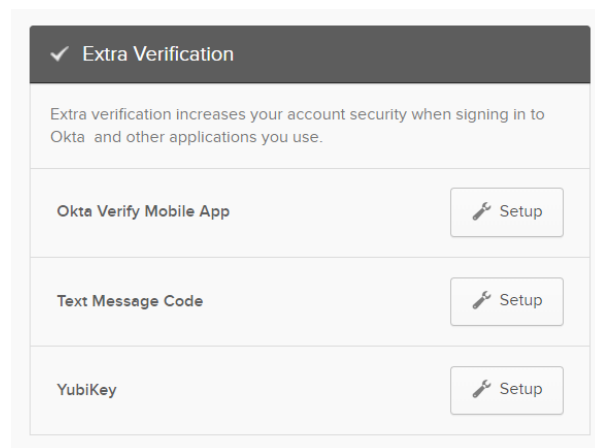 Extra Verification
Extra verification increases your account security when signing in to
Okta and other applications you use.
Okta Verify Mobile App
Setup
Text Message Code
Setup
YubiKey
Setup